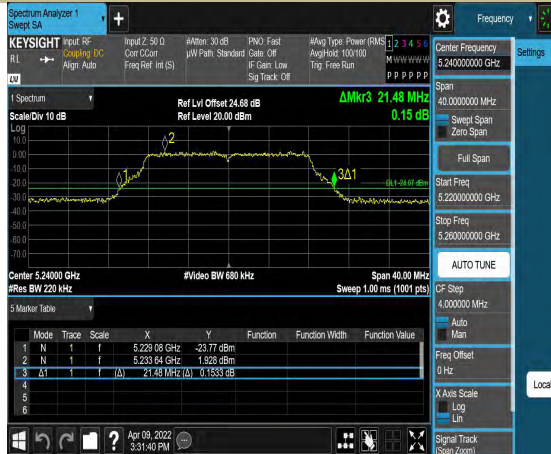 Spectrum Analyzer 1
Swept SA
+
Frequency
Settings
KEYSIGHT Input: RF Input Z: 50 Ω #Atten: 30 dB PNO: Fast #Avg Type: Power (RMS 1 2 3 4 5 6
RL Coupling: DC Corr CCorr µW Path: Standard Gate: Off Avg|Hold: 100/100 M W W W W W
Align: Auto Freq Ref: Int (S) IF Gain: Low Trig: Free Run P P P P P P
Sig Track: Off
LXI
1 Spectrum
Ref Lvl Offset 24.68 dB ΔMkr3 21.48 MHz
Scale/Div 10 dB Ref Level 20.00 dBm 0.15 dB
Log
10.0
0.00
-10.0
-20.0
-30.0
-40.0
-50.0
-60.0
-70.0
1
2
3Δ1
Center 5.24000 GHz #Video BW 680 kHz Span 40.00 MHz
#Res BW 220 kHz Sweep 1.00 ms (1001 pts)
5 Marker Table
Mode Trace Scale X Y Function Function Width Function Value
1 N 1 f 5.229 08 GHz -23.77 dBm
2 N 1 f 5.233 64 GHz 1.928 dBm
3 Δ1 1 f (Δ) 21.48 MHz (Δ) 0.1533 dB
4
5
6
? Apr 09, 2022
3:31:40 PM
Center Frequency
5.240000000 GHz
Span
40.0000000 MHz
Swept Span
Zero Span
Full Span
Start Freq
5.220000000 GHz
Stop Freq
5.260000000 GHz
AUTO TUNE
CF Step
4.000000 MHz
Auto
Man
Freq Offset
0 Hz
X Axis Scale
Log
Lin
Signal Track
(Span Zoom)
Local